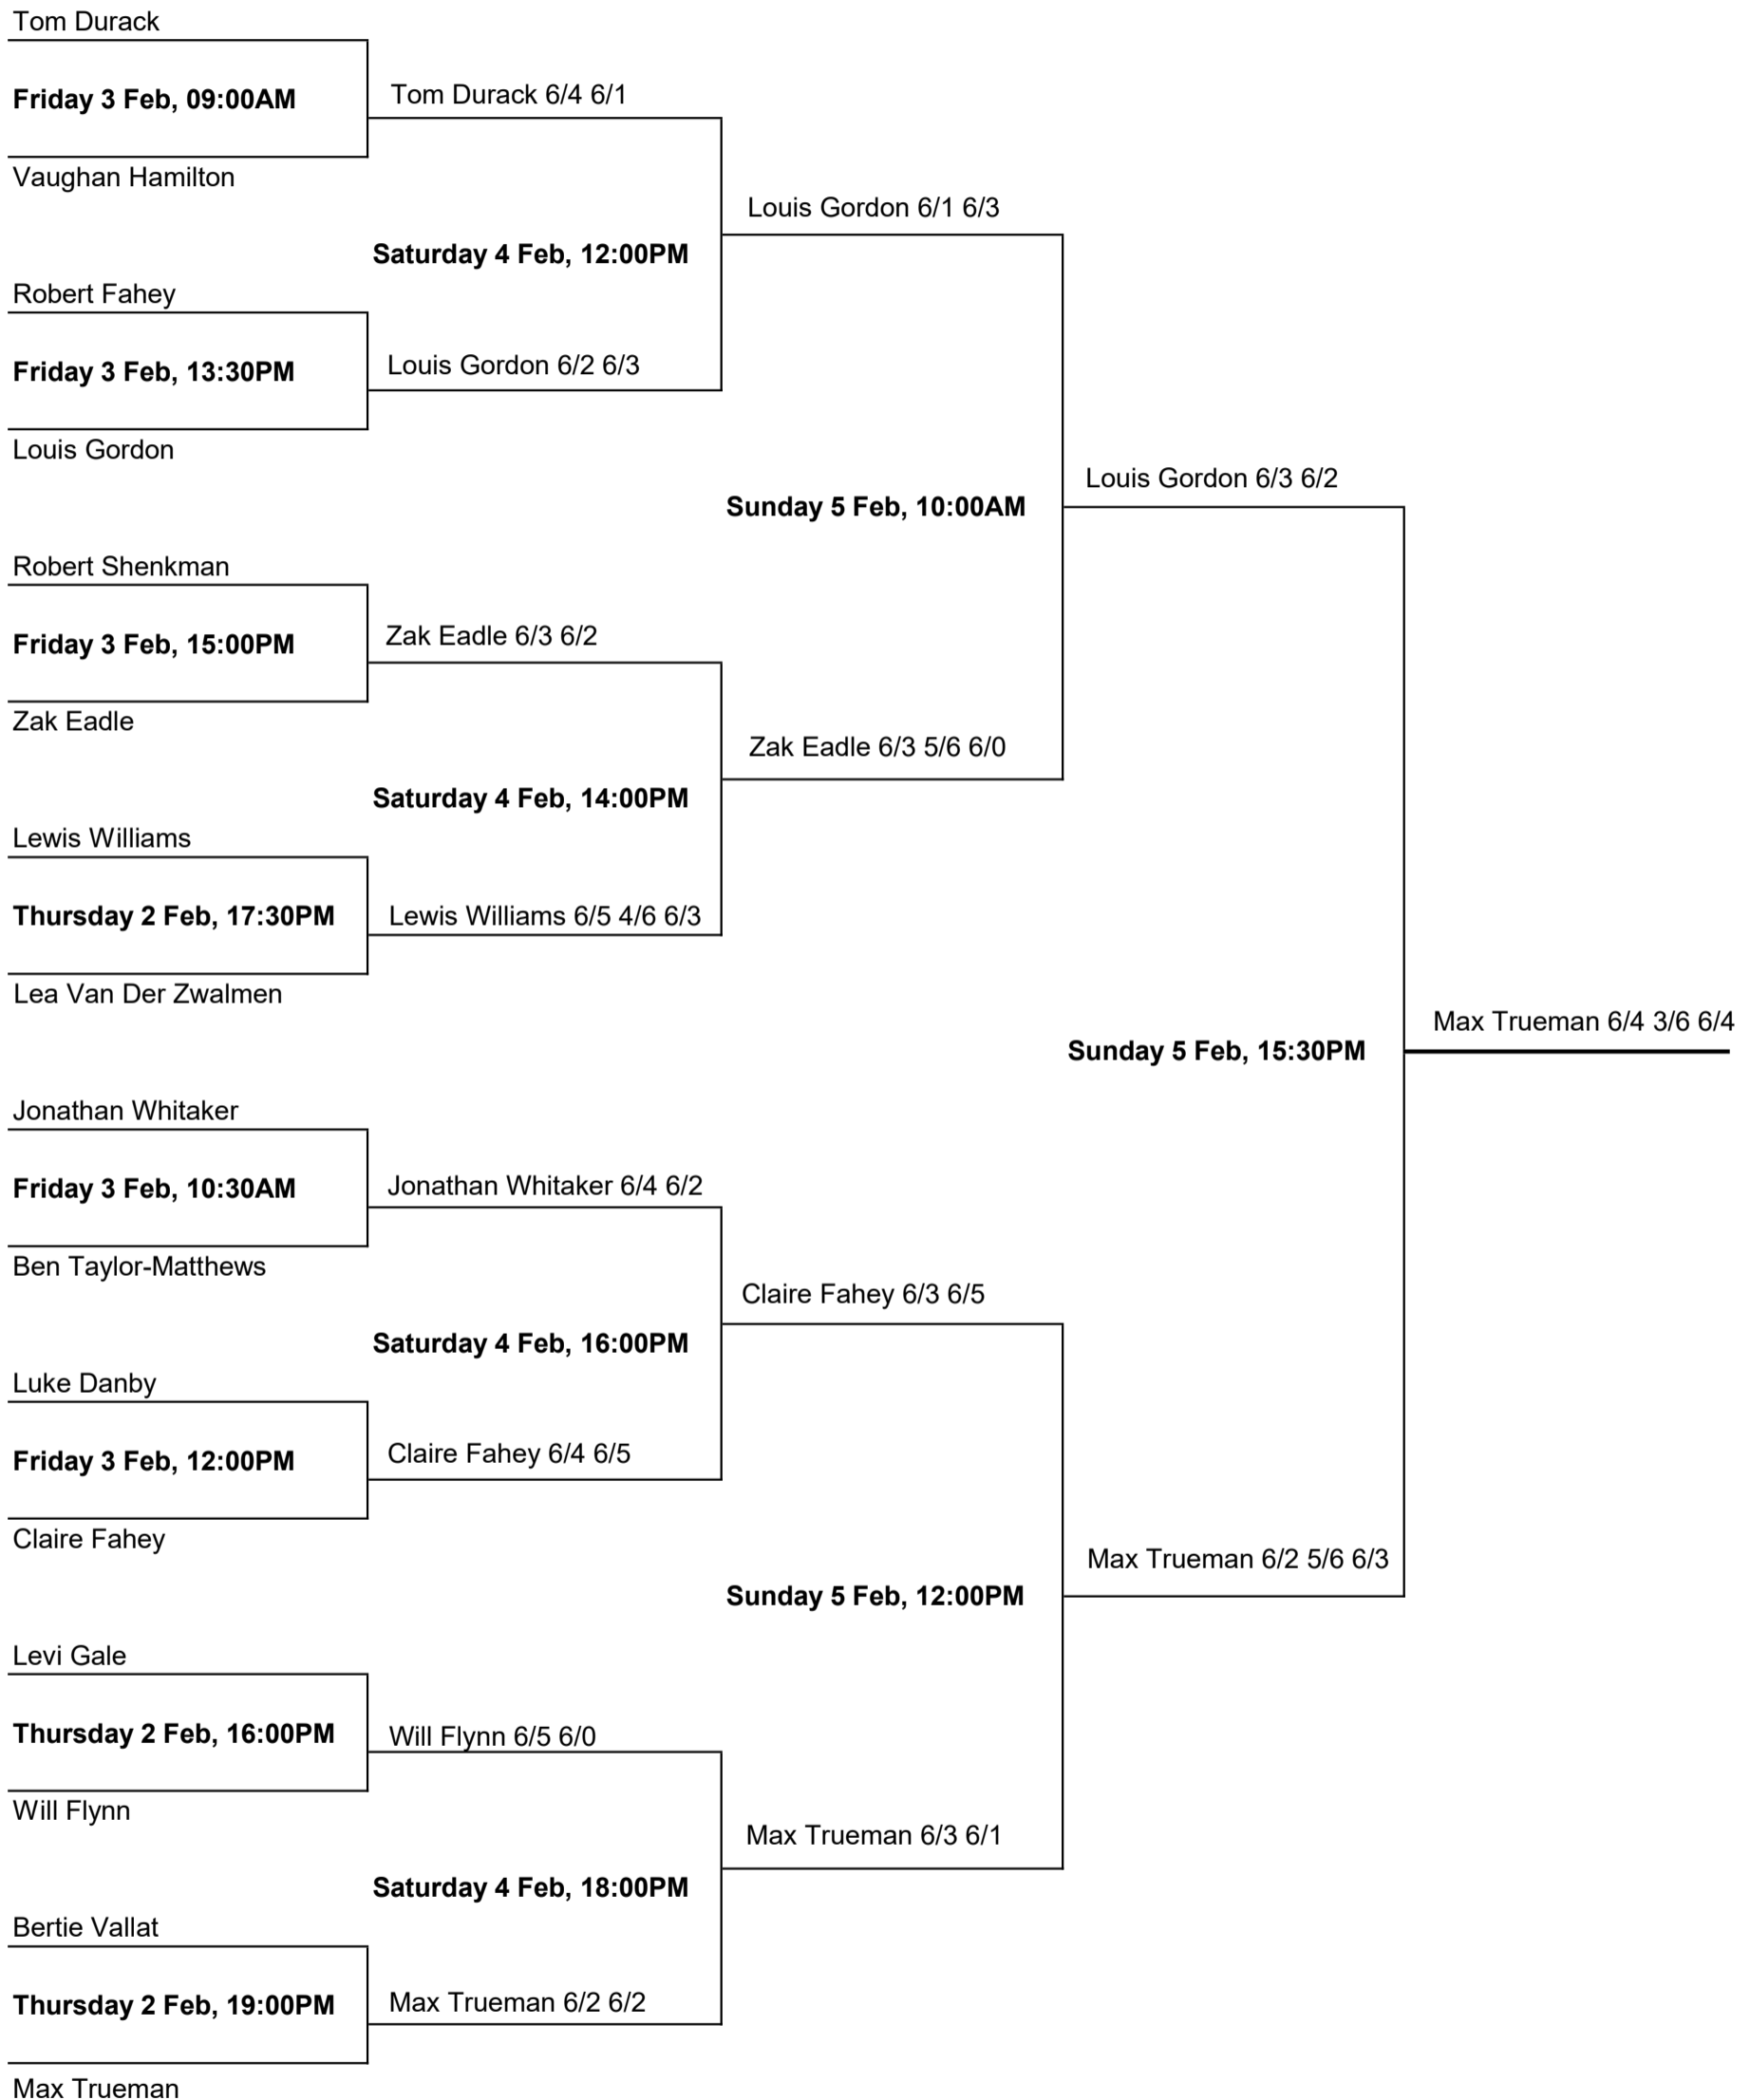 Tom Durack
Friday 3 Feb, 09:00AM
Tom Durack 6/4 6/1
Vaughan Hamilton
Louis Gordon 6/1 6/3
Saturday 4 Feb, 12:00PM
Robert Fahey
Friday 3 Feb, 13:30PM
Louis Gordon 6/2 6/3
Louis Gordon
Louis Gordon 6/3 6/2
Sunday 5 Feb, 10:00AM
Robert Shenkman
Friday 3 Feb, 15:00PM
Zak Eadle 6/3 6/2
Zak Eadle
Zak Eadle 6/3 5/6 6/0
Saturday 4 Feb, 14:00PM
Lewis Williams
Thursday 2 Feb, 17:30PM
Lewis Williams 6/5 4/6 6/3
Lea Van Der Zwalmen
Max Trueman 6/4 3/6 6/4
Sunday 5 Feb, 15:30PM
Jonathan Whitaker
Friday 3 Feb, 10:30AM
Jonathan Whitaker 6/4 6/2
Ben Taylor-Matthews
Claire Fahey 6/3 6/5
Saturday 4 Feb, 16:00PM
Luke Danby
Friday 3 Feb, 12:00PM
Claire Fahey 6/4 6/5
Claire Fahey
Max Trueman 6/2 5/6 6/3
Sunday 5 Feb, 12:00PM
Levi Gale
Thursday 2 Feb, 16:00PM
Will Flynn 6/5 6/0
Will Flynn
Max Trueman 6/3 6/1
Saturday 4 Feb, 18:00PM
Bertie Vallat
Thursday 2 Feb, 19:00PM
Max Trueman 6/2 6/2
Max Trueman